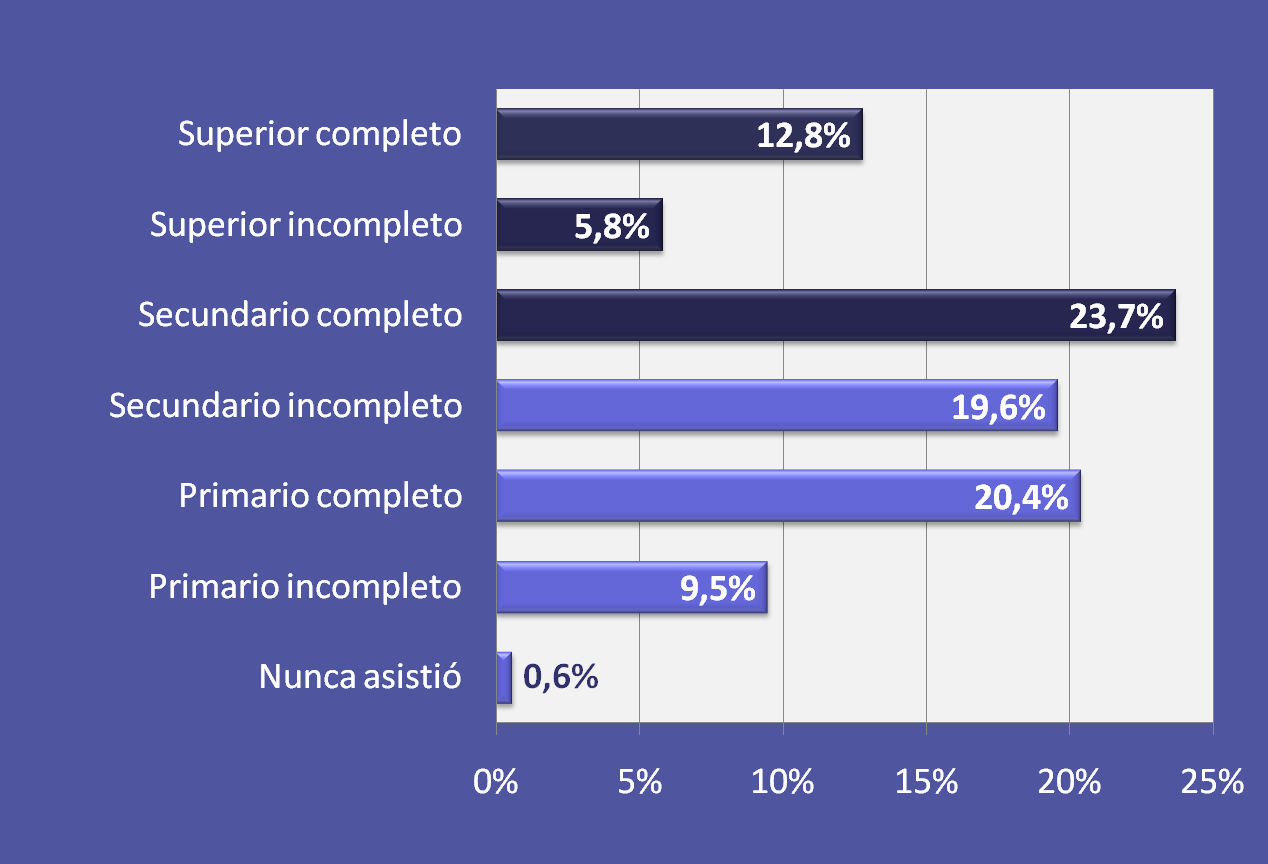 Superior completo 12,8%
Superior incompleto 5,8%
Secundario completo 23,7%
Secundario incompleto 19,6%
Primario completo 20,4%
Primario incompleto 9,5%
Nunca asistió 0,6%
0% 5% 10% 15% 20% 25%